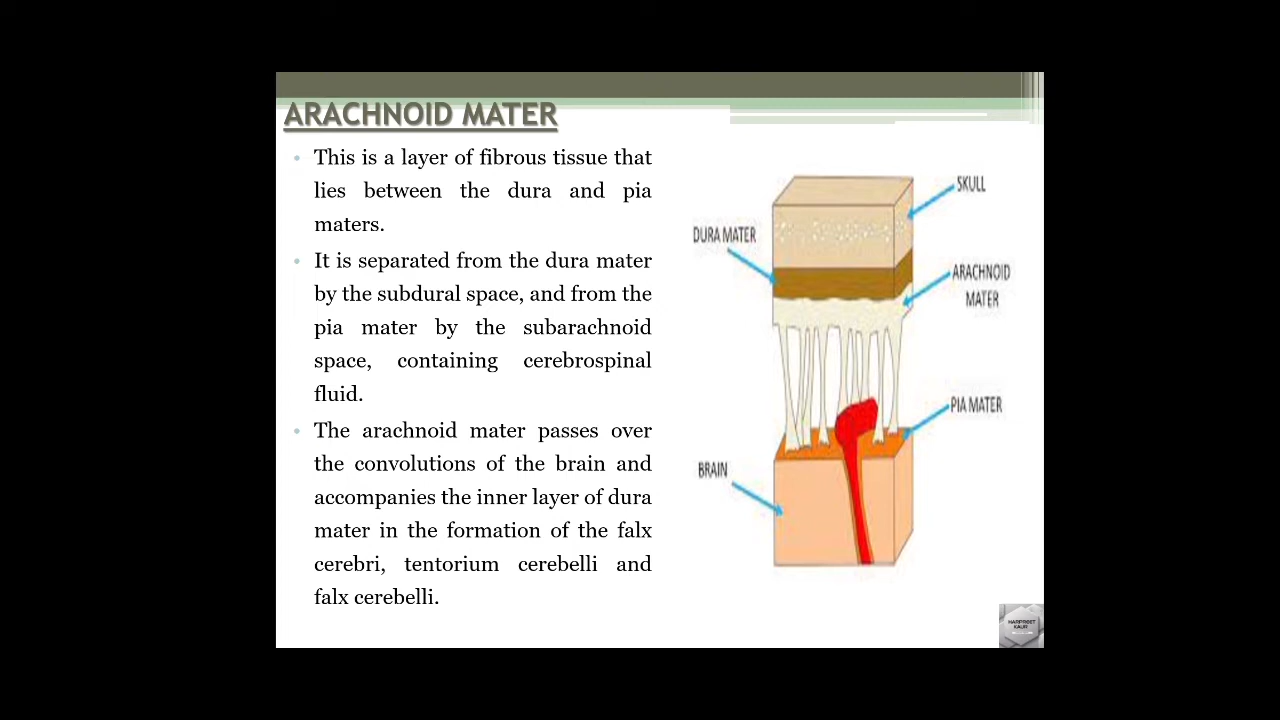 ARACHNOID MATER
This is a layer of fibrous tissue that
lies between the dura and pia
maters.
It is separated from the dura mater
by the subdural space, and from the
pia mater by the subarachnoid
space, containing cerebrospinal
fluid.
The arachnoid mater passes over
the convolutions of the brain and
accompanies the inner layer of dura
mater in the formation of the falx
cerebri, tentorium cerebelli and
falx cerebelli.
SKULL
DURA MATER
ARACHNOID
MATER
PIA MATER
BRAIN
HARPREET
KAUR